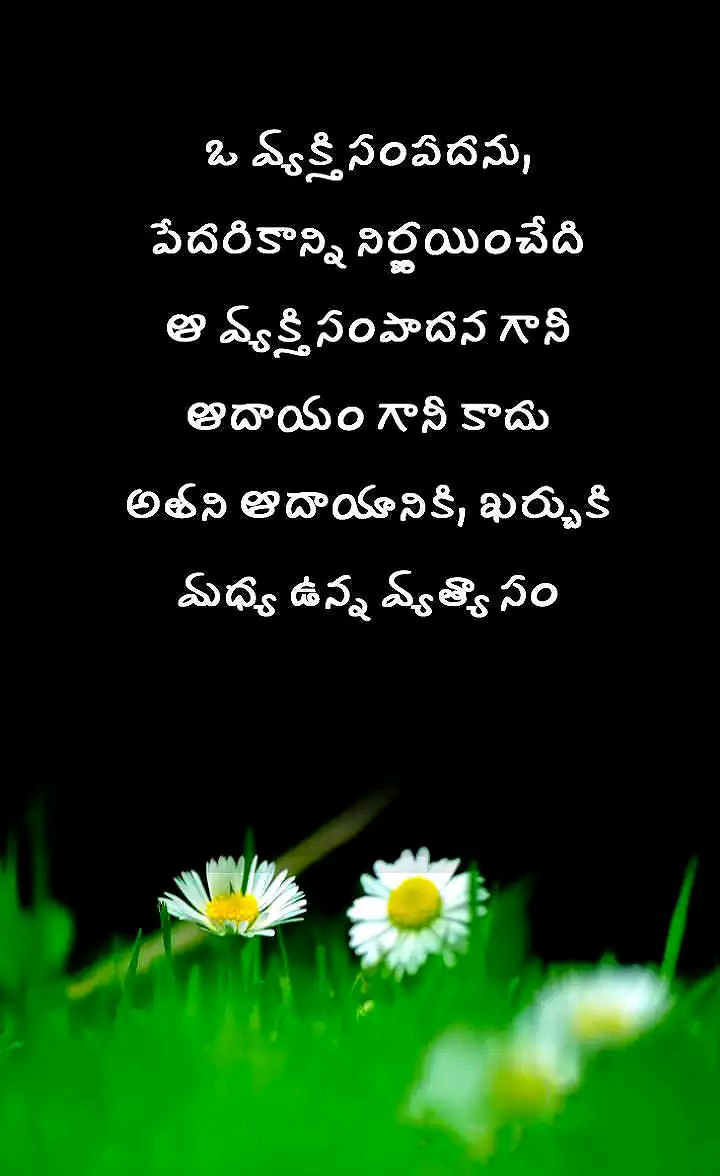 ఓ వ్యక్తి సంపదను,
పేదరికాన్ని నిర్ణయించేది
ఆ వ్యక్తి సంపాదన గానీ
ఆదాయం గానీ కాదు
అతని ఆదాయానికి, ఖర్చుకి
మధ్య ఉన్న వ్యత్యాసం